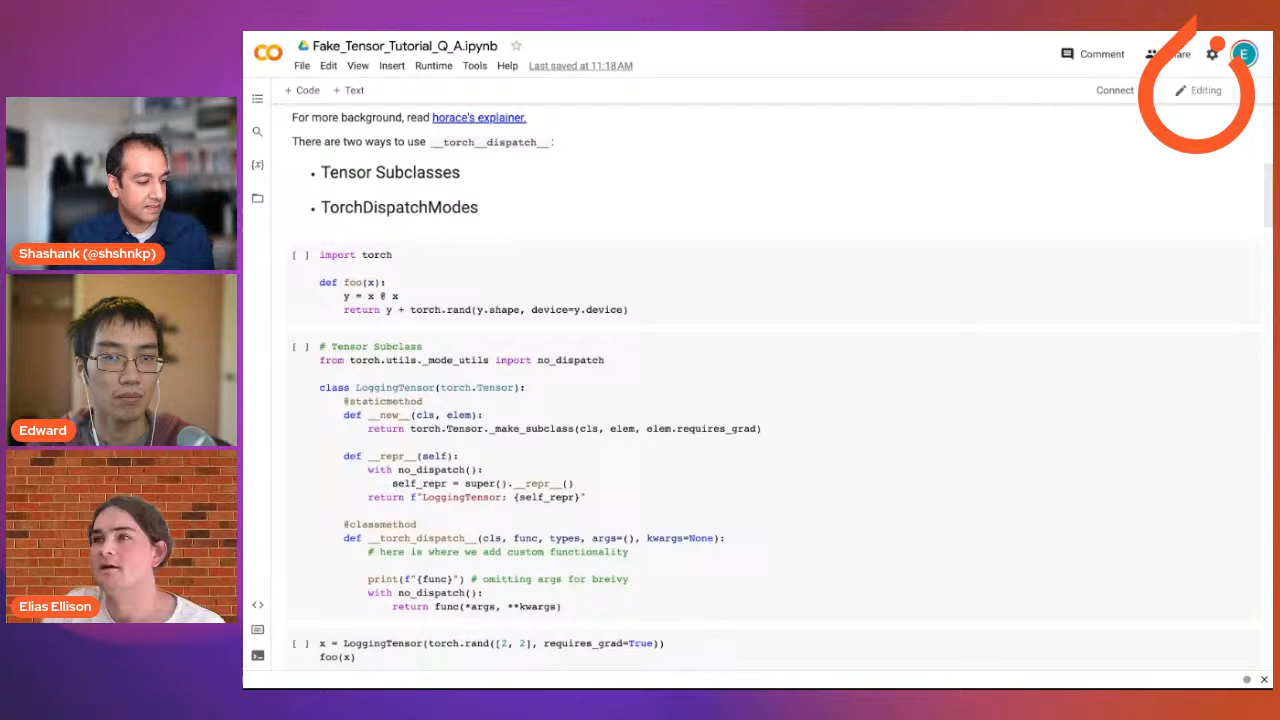 Fake_Tensor_Tutorial_Q_A.ipynb
File Edit View Insert Runtime Tools Help Last saved at 11:18AM
Comment
Connect
Editing
E
+ Code + Text
For more background, read horace's explainer.
There are two ways to use __torch__dispatch__:
• Tensor Subclasses
• TorchDispatchModes
[ ] import torch
def foo(x):
y = x @ x
return y + torch.rand(y.shape, device=y.device)
[ ] # Tensor Subclass
from torch.utils._mode_utils import no_dispatch
class LoggingTensor(torch.Tensor):
@staticmethod
def __new__(cls, elem):
return torch.Tensor._make_subclass(cls, elem, elem.requires_grad)
def __repr__(self):
with no_dispatch():
self_repr = super().__repr__()
return f"LoggingTensor: {self_repr}"
@classmethod
def __torch_dispatch__(cls, func, types, args=(), kwargs=None):
# here is where we add custom functionality
print(f"{func}") # omitting args for breivy
with no_dispatch():
return func(*args, **kwargs)
[ ] x = LoggingTensor(torch.rand([2, 2], requires_grad=True))
foo(x)
Shashank (@shshnkp)
Edward
Elias Ellison